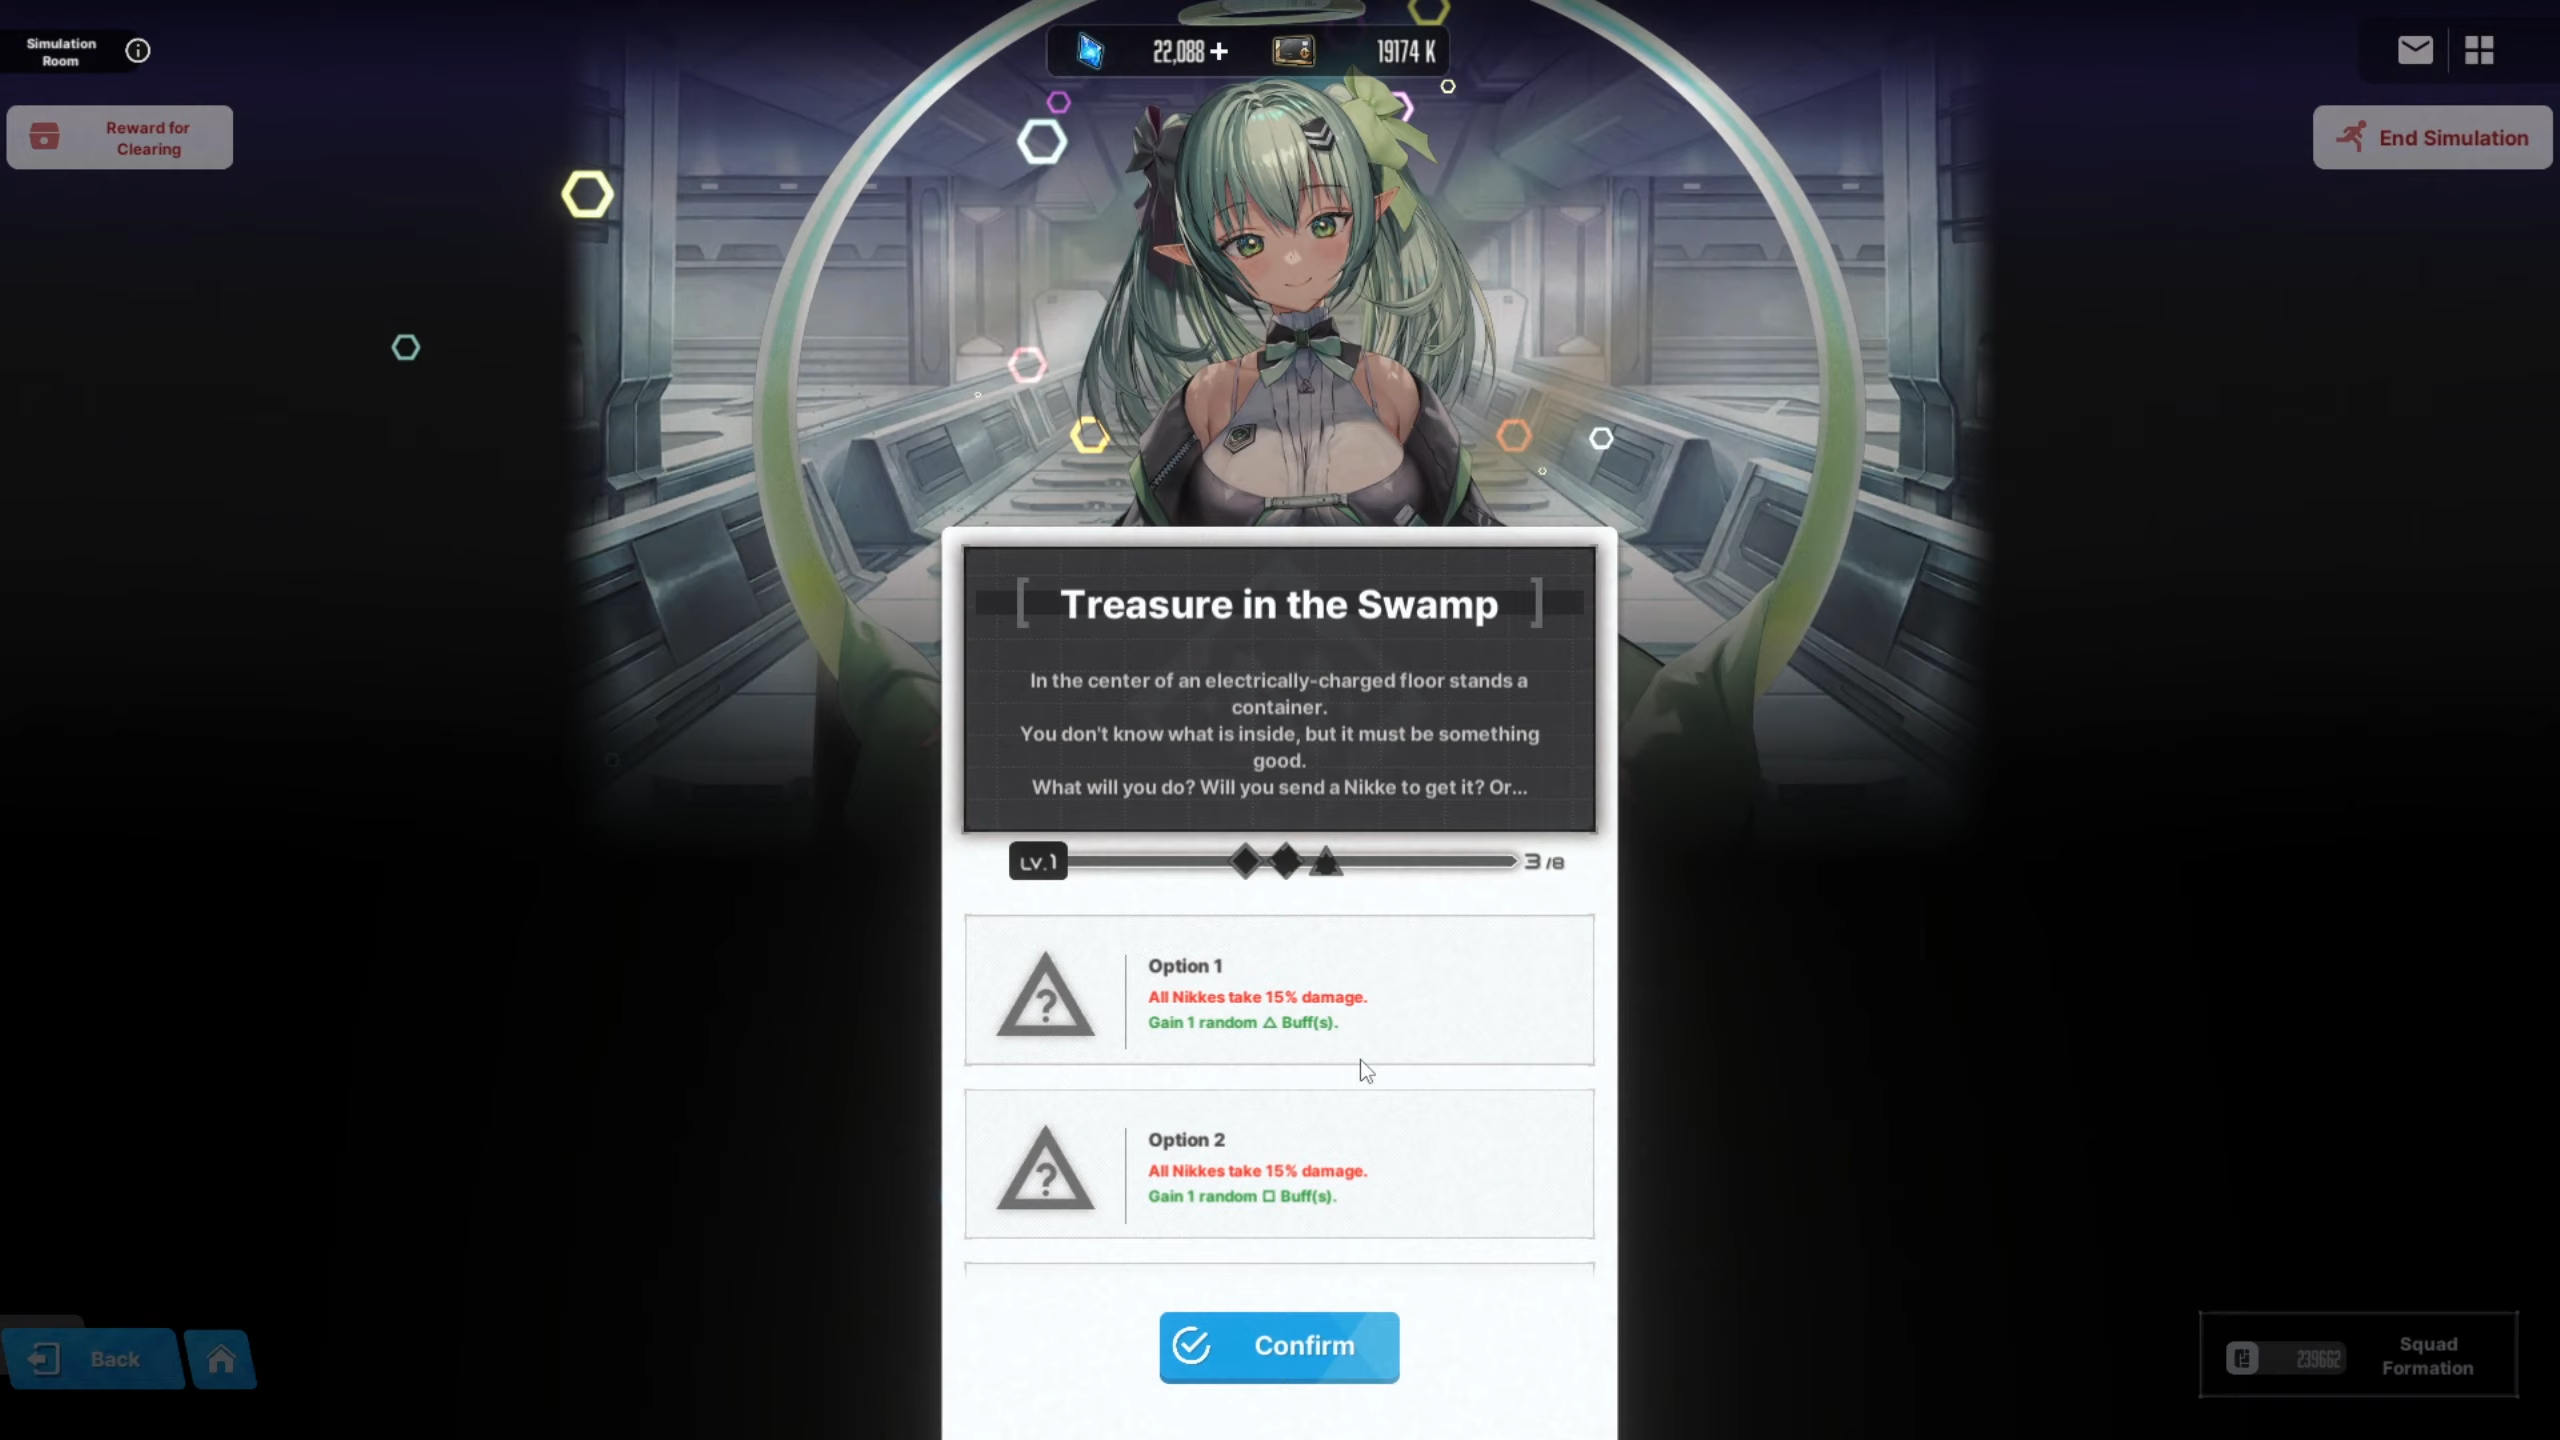 Simulation
Room
22,088 +
19174 K
Reward for
Clearing
End Simulation
[ Treasure in the Swamp ]
In the center of an electrically-charged floor stands a
container.
You don't know what is inside, but it must be something
good.
What will you do? Will you send a Nikke to get it? Or...
LV.1
3 /8
?
Option 1
All Nikkes take 15% damage.
Gain 1 random △ Buff(s).
?
Option 2
All Nikkes take 15% damage.
Gain 1 random □ Buff(s).
Confirm
Back
239662
Squad
Formation